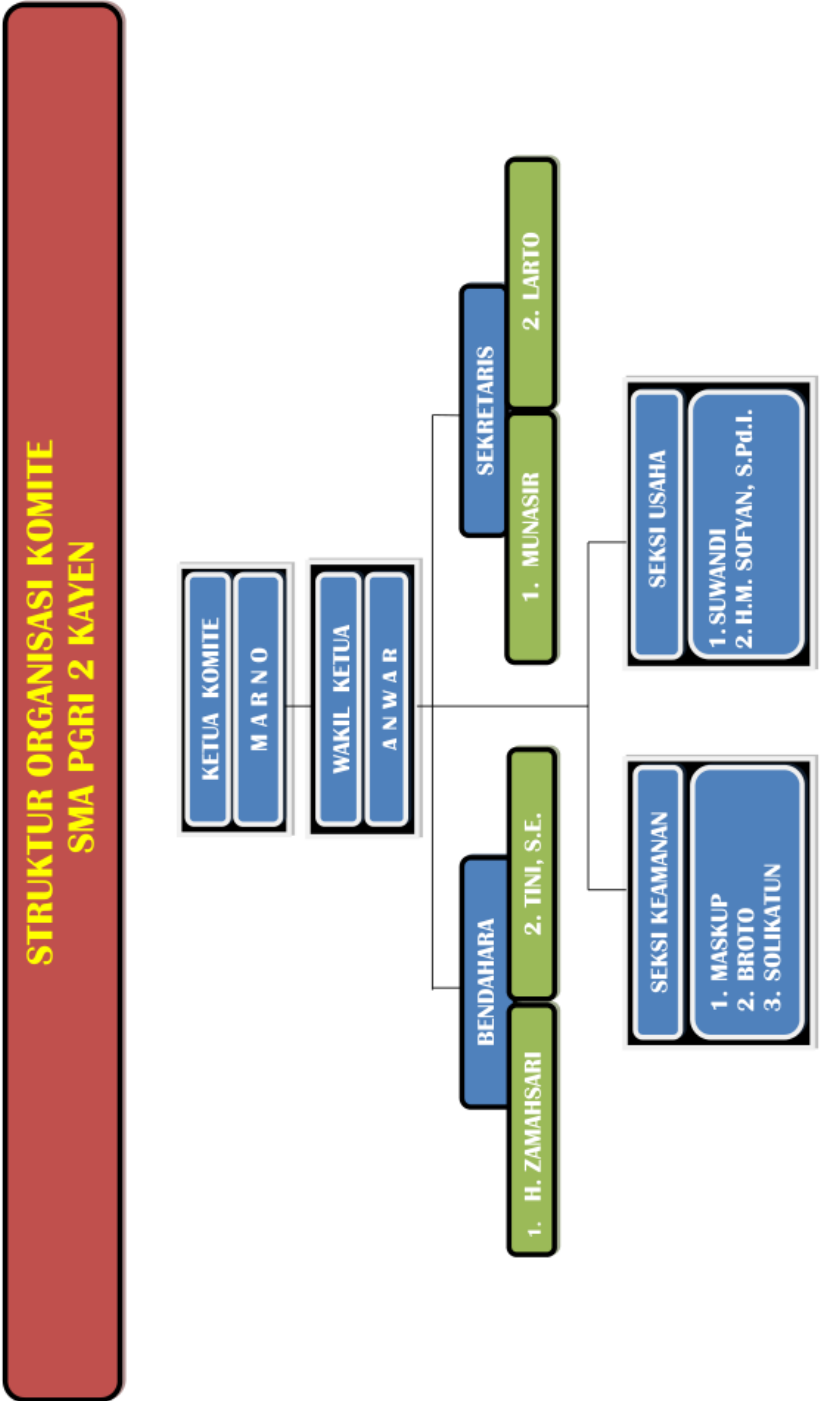 STRUKTUR ORGANISASI KOMITE
SMA PGRI 2 KAYEN
KETUA KOMITE
M A R N O
WAKIL KETUA
A N W A R
BENDAHARA
1. H. ZAMAHSARI
2. TINI, S.E.
SEKRETARIS
1. MUNASIR
2. LARTO
SEKSI KEAMANAN
1. MASKUP
2. BROTO
3. SOLIKATUN
SEKSI USAHA
1. SUWANDI
2. H.M. SOFYAN, S.Pd.I.